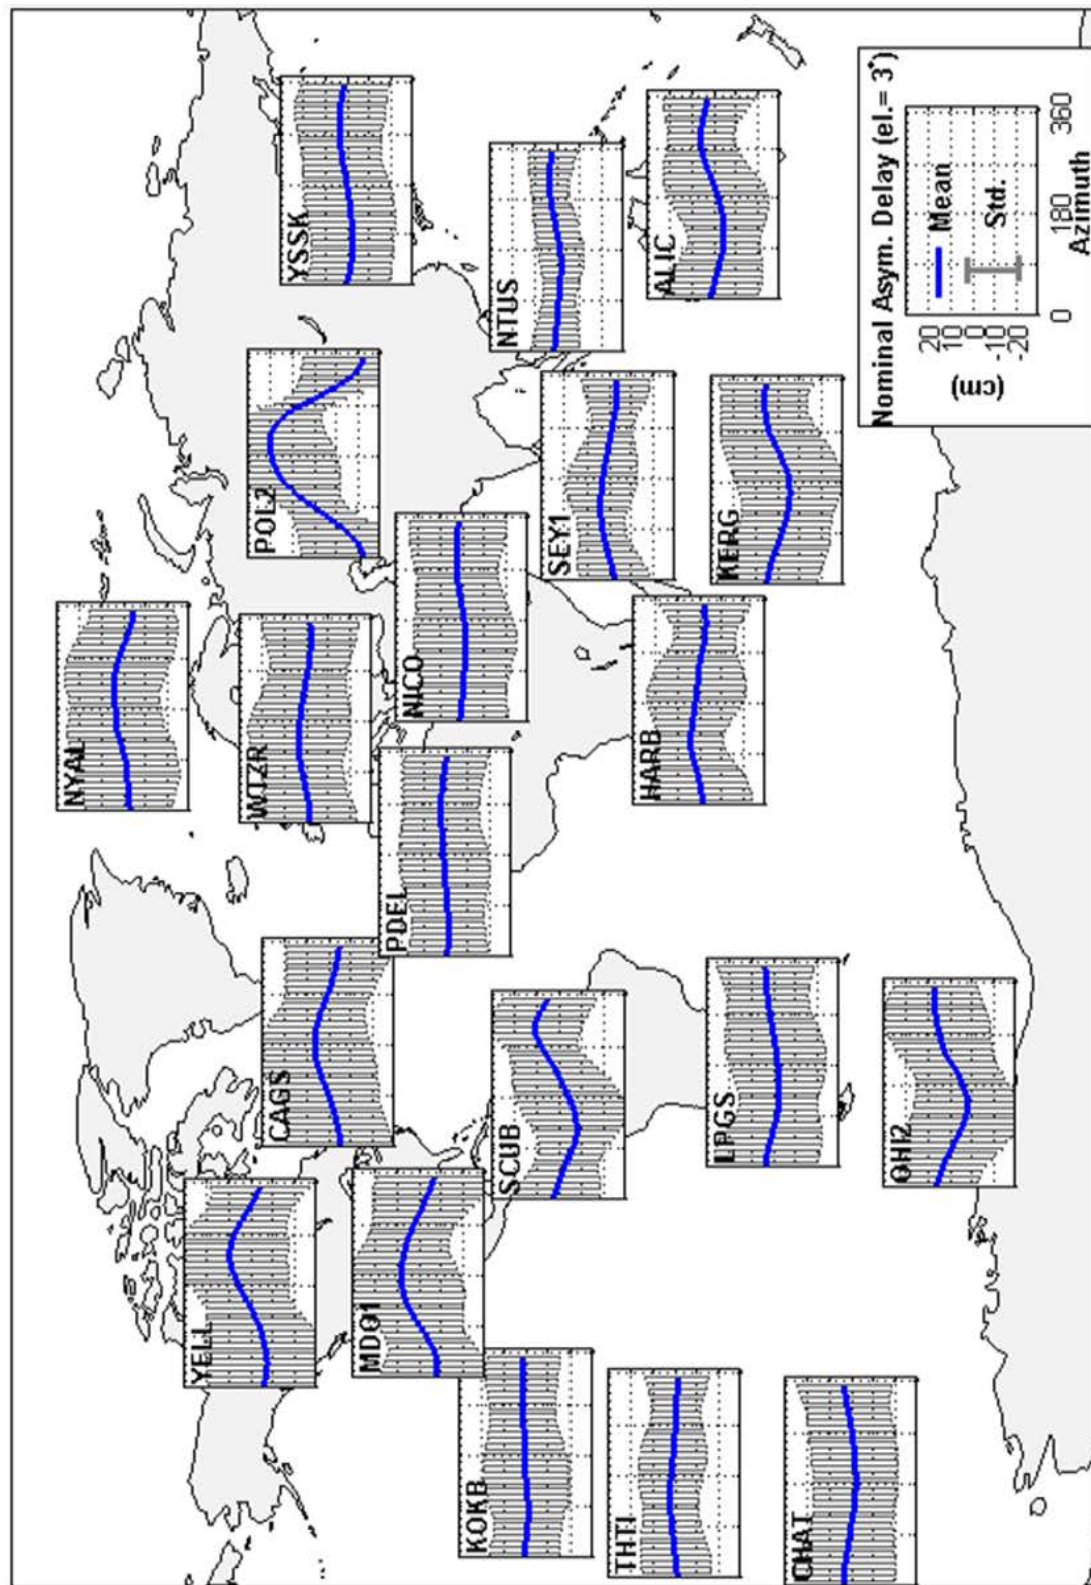 NYAL
YELL
WTZR
POL2
CAGS
YSSK
MDO1
PDEL
NICO
KOKB
SCUB
NTUS
SEY1
THTI
HARB
ALIC
LPGS
KERG
CHAT
OHI2
Nominal Asym. Delay (el.= 3°)
20
10
0
-10
-20
(cm)
Mean
Std.
0 180 360
Azimuth